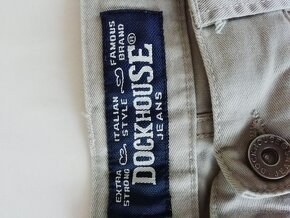 EXTRA STRONG ITALIAN STYLE FAMOUS BRAND
DOCKHOUSE®
JEANS